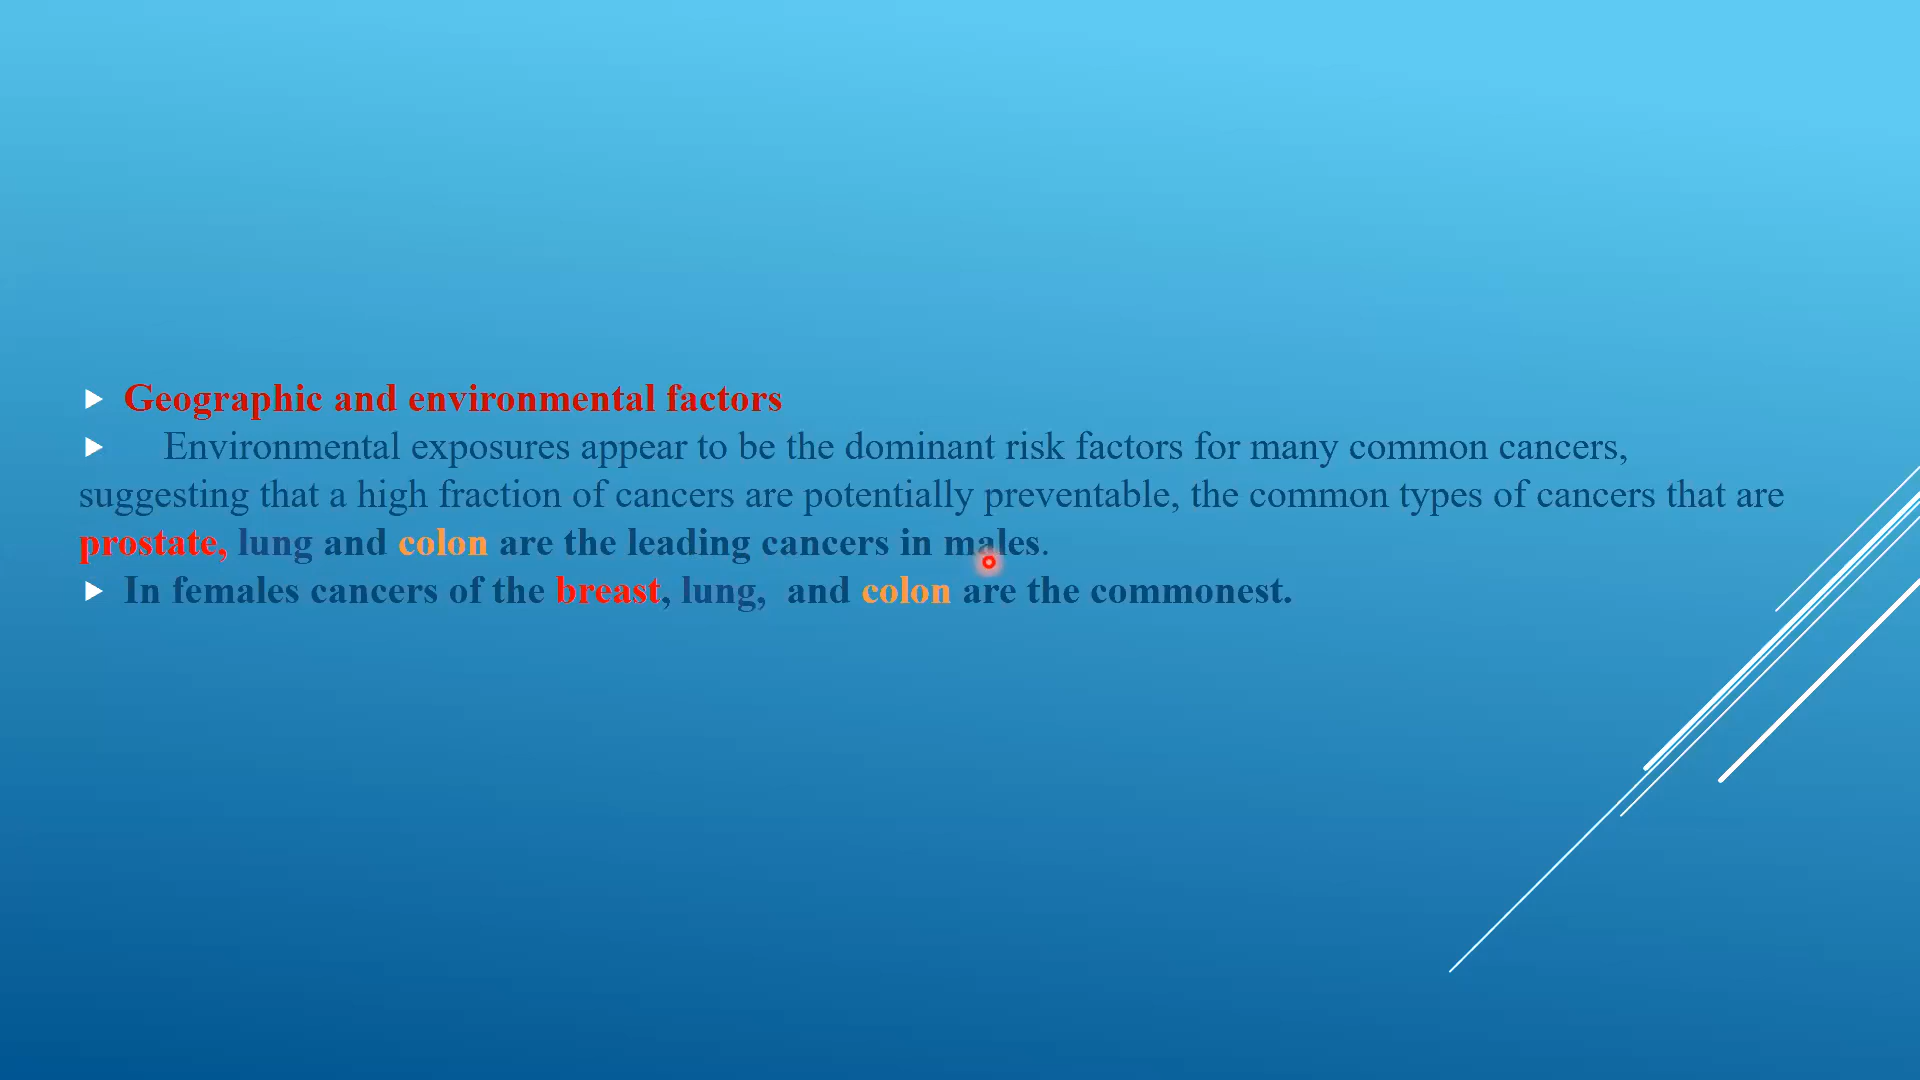 Geographic and environmental factors
Environmental exposures appear to be the dominant risk factors for many common cancers,
suggesting that a high fraction of cancers are potentially preventable, the common types of cancers that are
prostate, lung and colon are the leading cancers in males.
In females cancers of the breast, lung, and colon are the commonest.